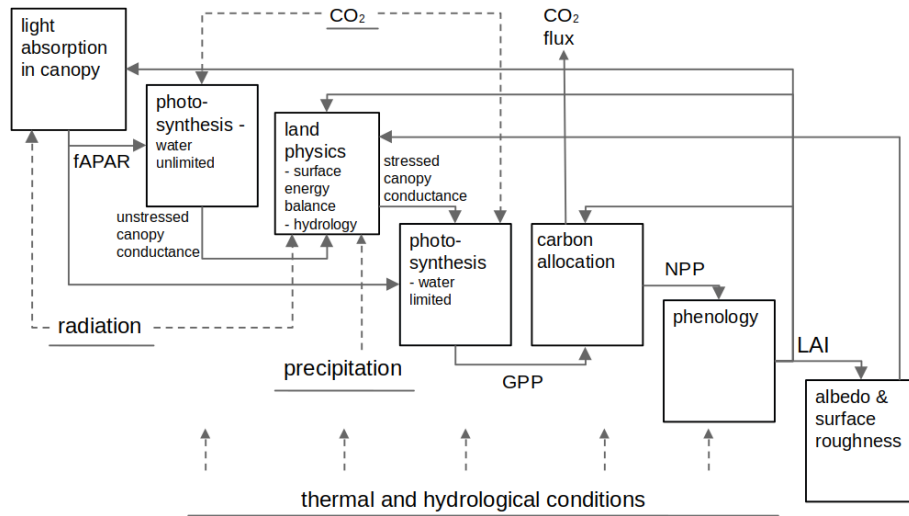 light
absorption
in canopy
CO₂
CO₂
flux
photo-
synthesis -
water
unlimited
fAPAR
land
physics
- surface
energy
balance
- hydrology
stressed
canopy
conductance
unstressed
canopy
conductance
photo-
synthesis
- water
limited
carbon
allocation
NPP
phenology
radiation
precipitation
GPP
LAI
albedo &
surface
roughness
thermal and hydrological conditions